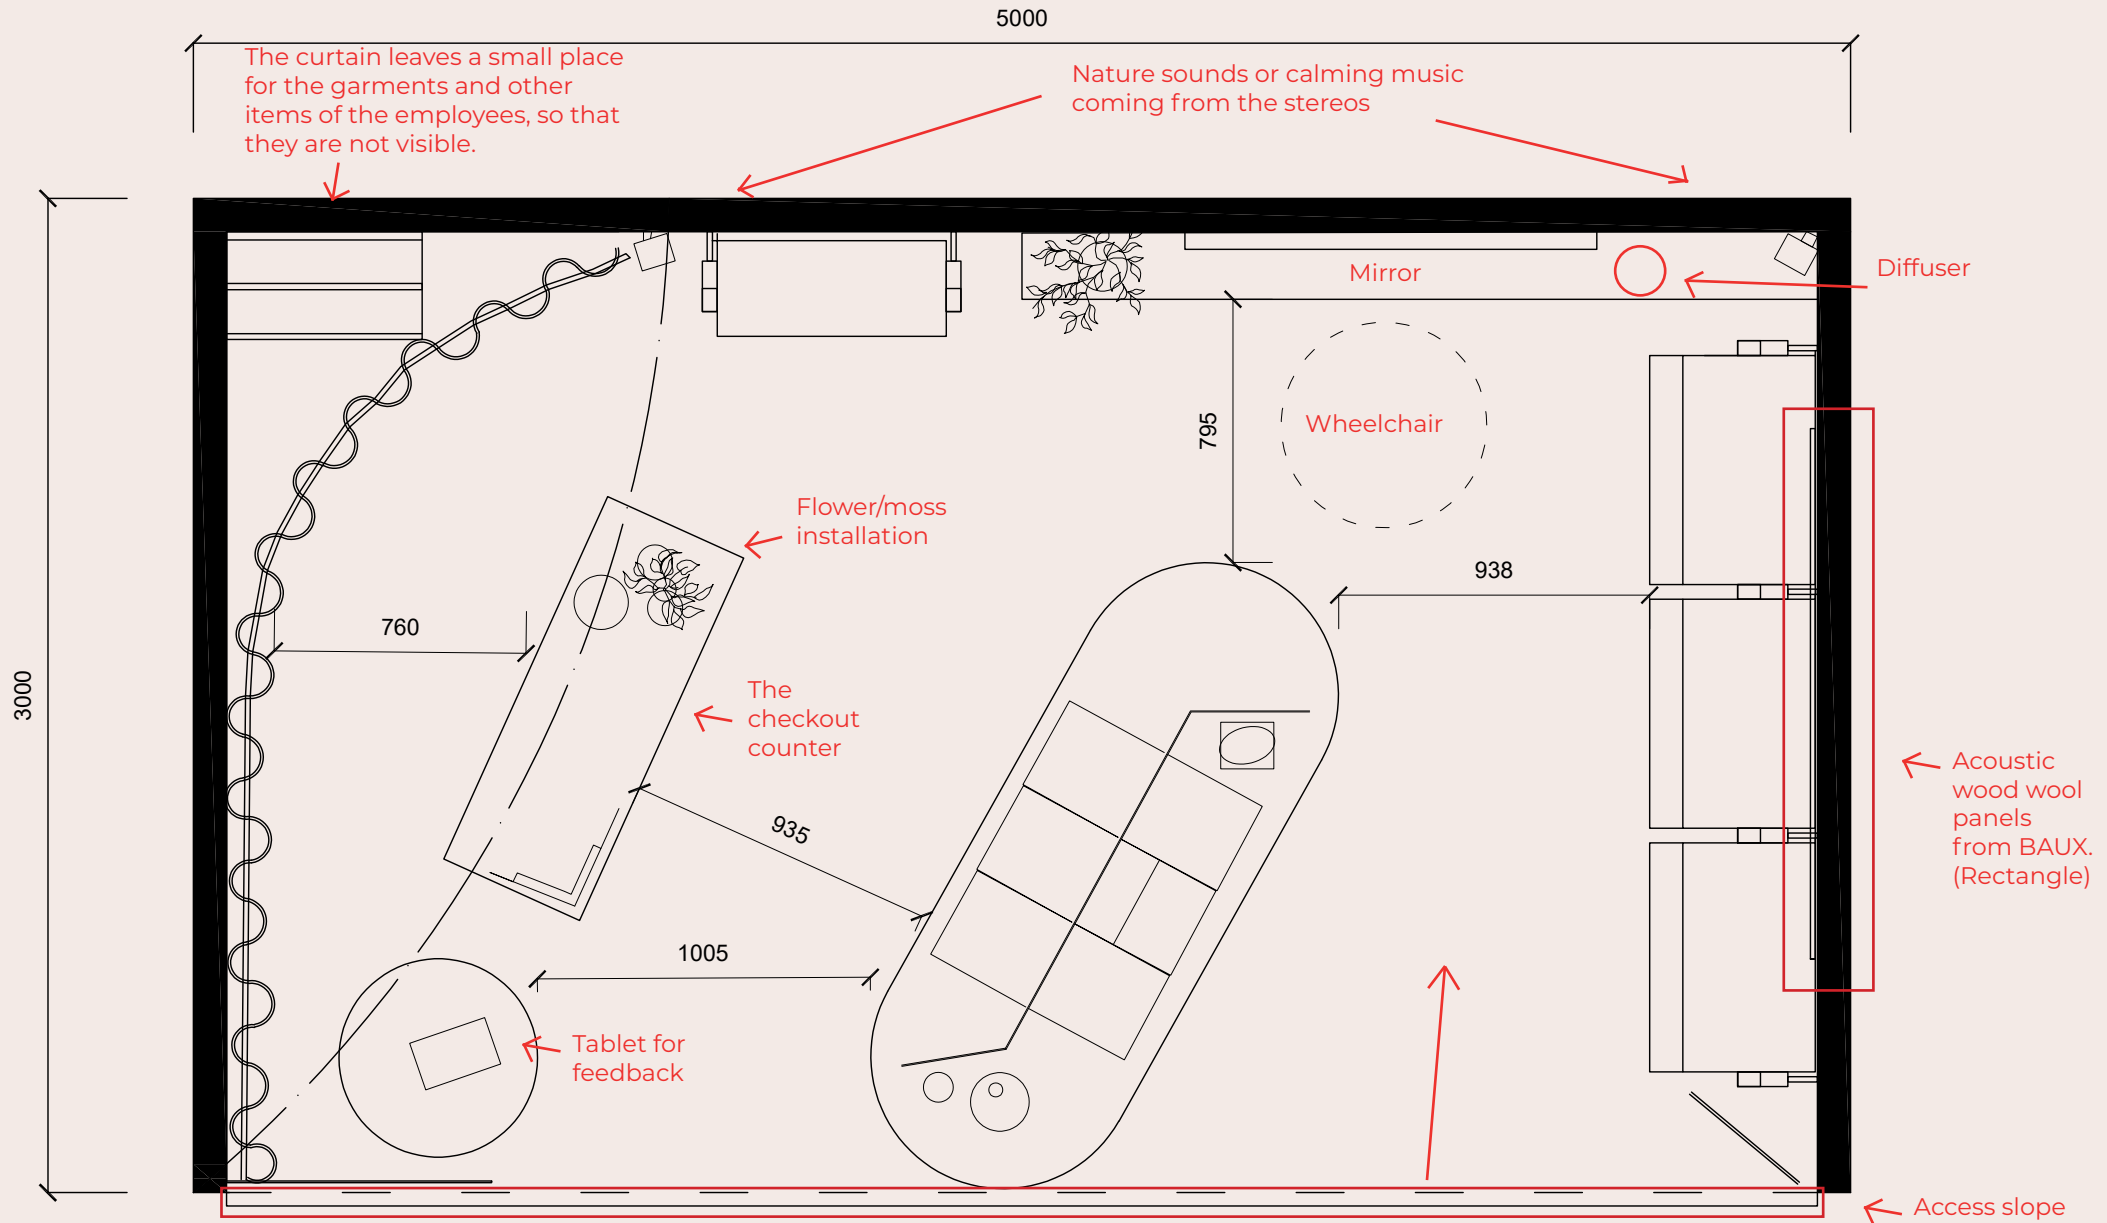 5000
The curtain leaves a small place
for the garments and other
items of the employees, so that
they are not visible.
Nature sounds or calming music
coming from the stereos
Mirror
Diffuser
Wheelchair
795
Flower/moss
installation
938
760
3000
The
checkout
counter
935
Acoustic
wood wool
panels
from BAUX.
(Rectangle)
1005
Tablet for
feedback
Access slope